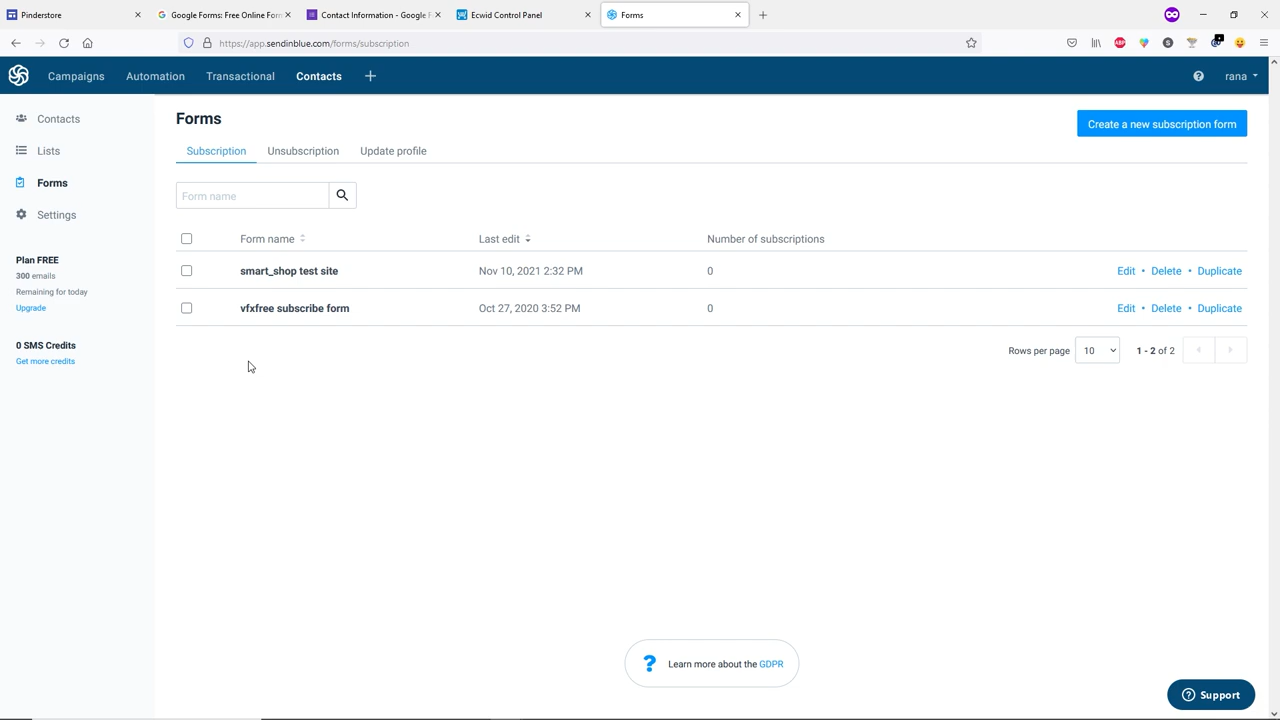 Pinderstore
Google Forms: Free Online For
Contact Information - Google F
Ecwid Control Panel
Forms
https://app.sendinblue.com/forms/subscription
ABP
S
Campaigns
Automation
Transactional
Contacts
rana
Contacts
Lists
Forms
Settings
Plan FREE
300 emails
Remaining for today
Upgrade
0 SMS Credits
Get more credits
Forms
Create a new subscription form
Subscription
Unsubscription
Update profile
Form name
Form name
Last edit
Number of subscriptions
smart_shop test site
Nov 10, 2021 2:32 PM
0
Edit • Delete • Duplicate
vfxfree subscribe form
Oct 27, 2020 3:52 PM
0
Edit • Delete • Duplicate
Rows per page
10
1 - 2 of 2
? Learn more about the GDPR
? Support